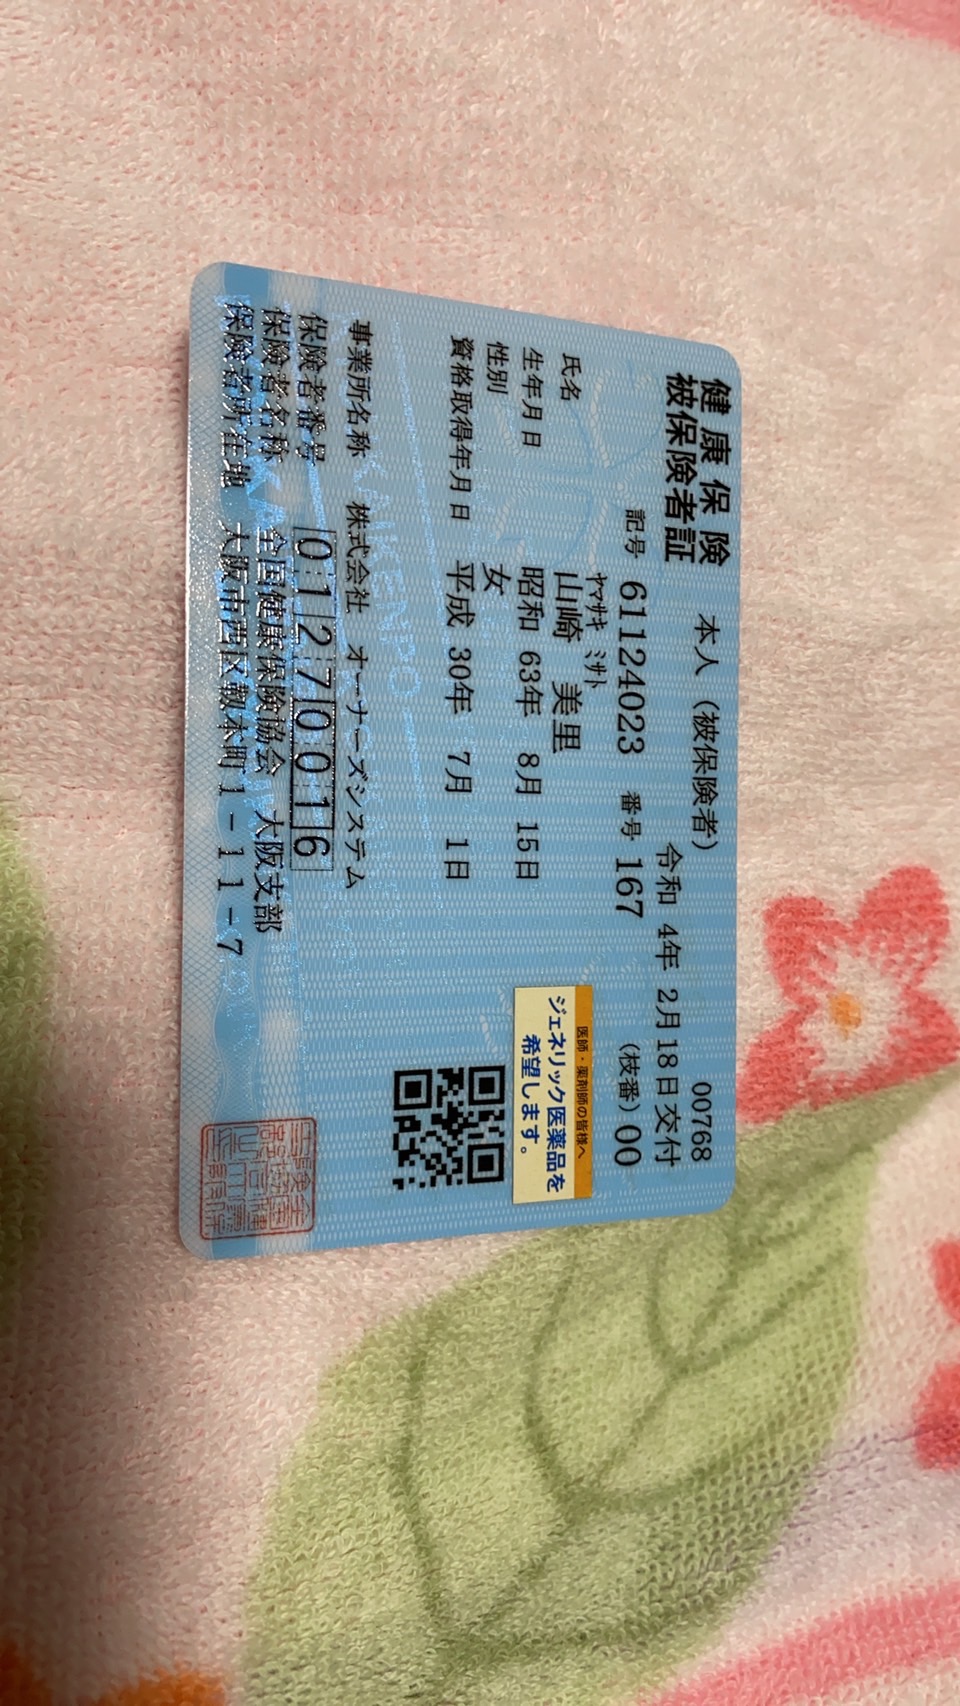 健康保険
被保険者証
本人（被保険者）
00768
令和 4年 2月18日交付
記号 61124023 番号 167 (枝番) 00
ヤマサキ ミサト
氏名 山崎 美里
生年月日 昭和 63年 8月 15日
性別 女
資格取得年月日 平成 30年 7月 1日
事業所名称 株式会社 オーナーズシステム
保険者番号 01270016
保険者名称 全国健康保険協会 大阪支部
保険者所在地 大阪市西区靱本町1-11-7
医師・薬剤師の皆様へ
ジェネリック医薬品を
希望します。
KAIKENPO